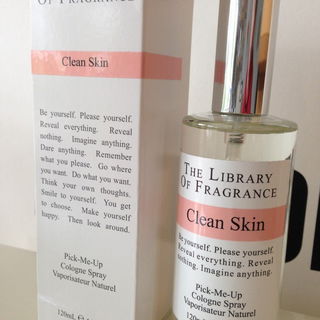 OF FRAGRANCE
Clean Skin
Be yourself. Please yourself.
Reveal everything. Reveal
nothing. Imagine anything.
Dare anything. Remember
what you please. Go where
you want. Do what you want.
Think your own thoughts.
Smile to yourself. You get
to choose. Make yourself
happy. Then look around.
Pick-Me-Up
Cologne Spray
Vaporisateur Naturel
120mL
THE LIBRARY
OF FRAGRANCE
Clean Skin
Be yourself. Please yourself.
Reveal everything. Reveal
nothing. Imagine anything.
Pick-Me-Up
Cologne Spray
Vaporisateur Naturel